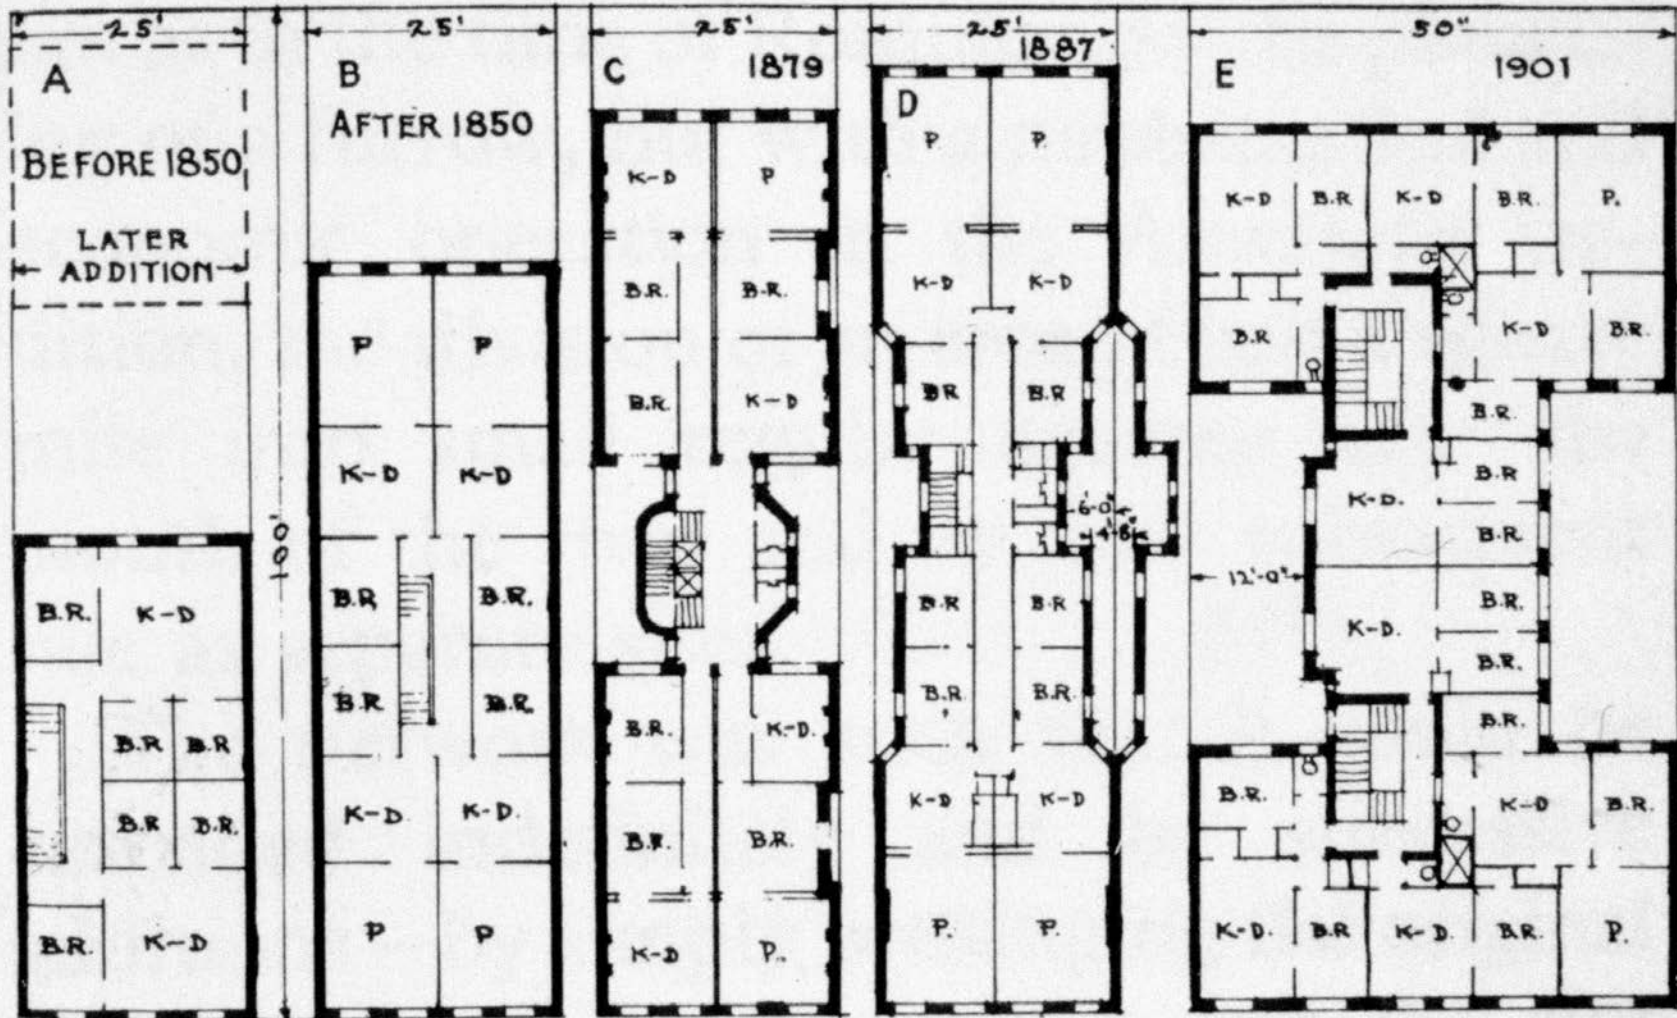 25'
A
BEFORE 1850
LATER
ADDITION
B.R. K-D
B.R B.R
B.R B.R.
B.R. K-D
100'
25'
B
AFTER 1850
P P
K-D K-D
B.R B.R.
B.R B.R.
K-D. K-D.
P P
25'
C 1879
K-D P
B.R. B.R.
B.R. K-D
B.R. K-D.
B.R. B.R.
K-D P.
25'
1887
D
P. P.
K-D K-D
B.R B.R
6'-0"
4'-8"
B.R B.R
B.R B.R.
K-D K-D
P. P.
50"
E 1901
K-D B.R K-D B.R. P.
B.R K-D B.R.
B.R.
K-D. B.R
B.R
12'-0"
K-D. B.R.
B.R.
B.R.
B.R. K-D B.R.
K-D. B.R K-D. B.R. P.